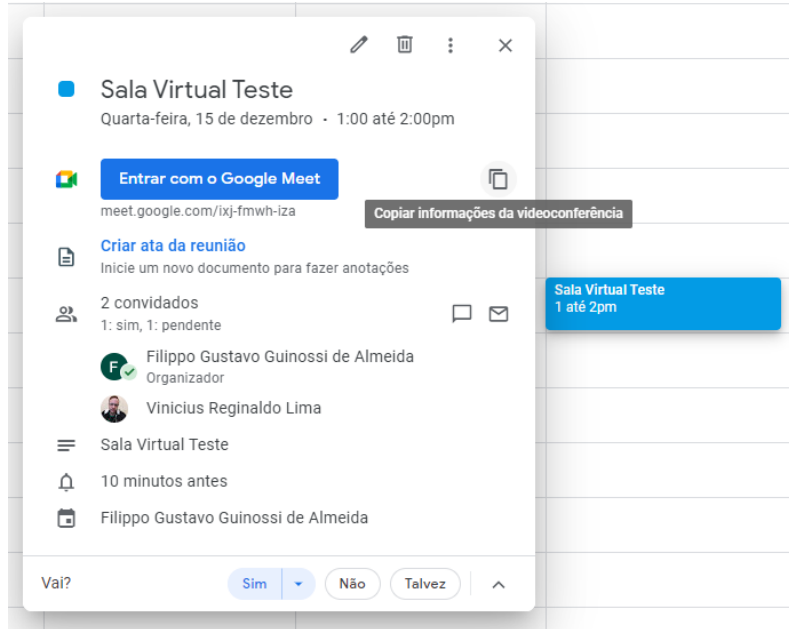 Sala Virtual Teste
Quarta-feira, 15 de dezembro • 1:00 até 2:00pm
Entrar com o Google Meet
meet.google.com/ixj-fmwh-iza
Copiar informações da videoconferência
Criar ata da reunião
Inicie um novo documento para fazer anotações
2 convidados
1: sim, 1: pendente
F
Filippo Gustavo Guinossi de Almeida
Organizador
Vinicius Reginaldo Lima
Sala Virtual Teste
10 minutos antes
Filippo Gustavo Guinossi de Almeida
Vai?
Sim
Não
Talvez
Sala Virtual Teste
1 até 2pm